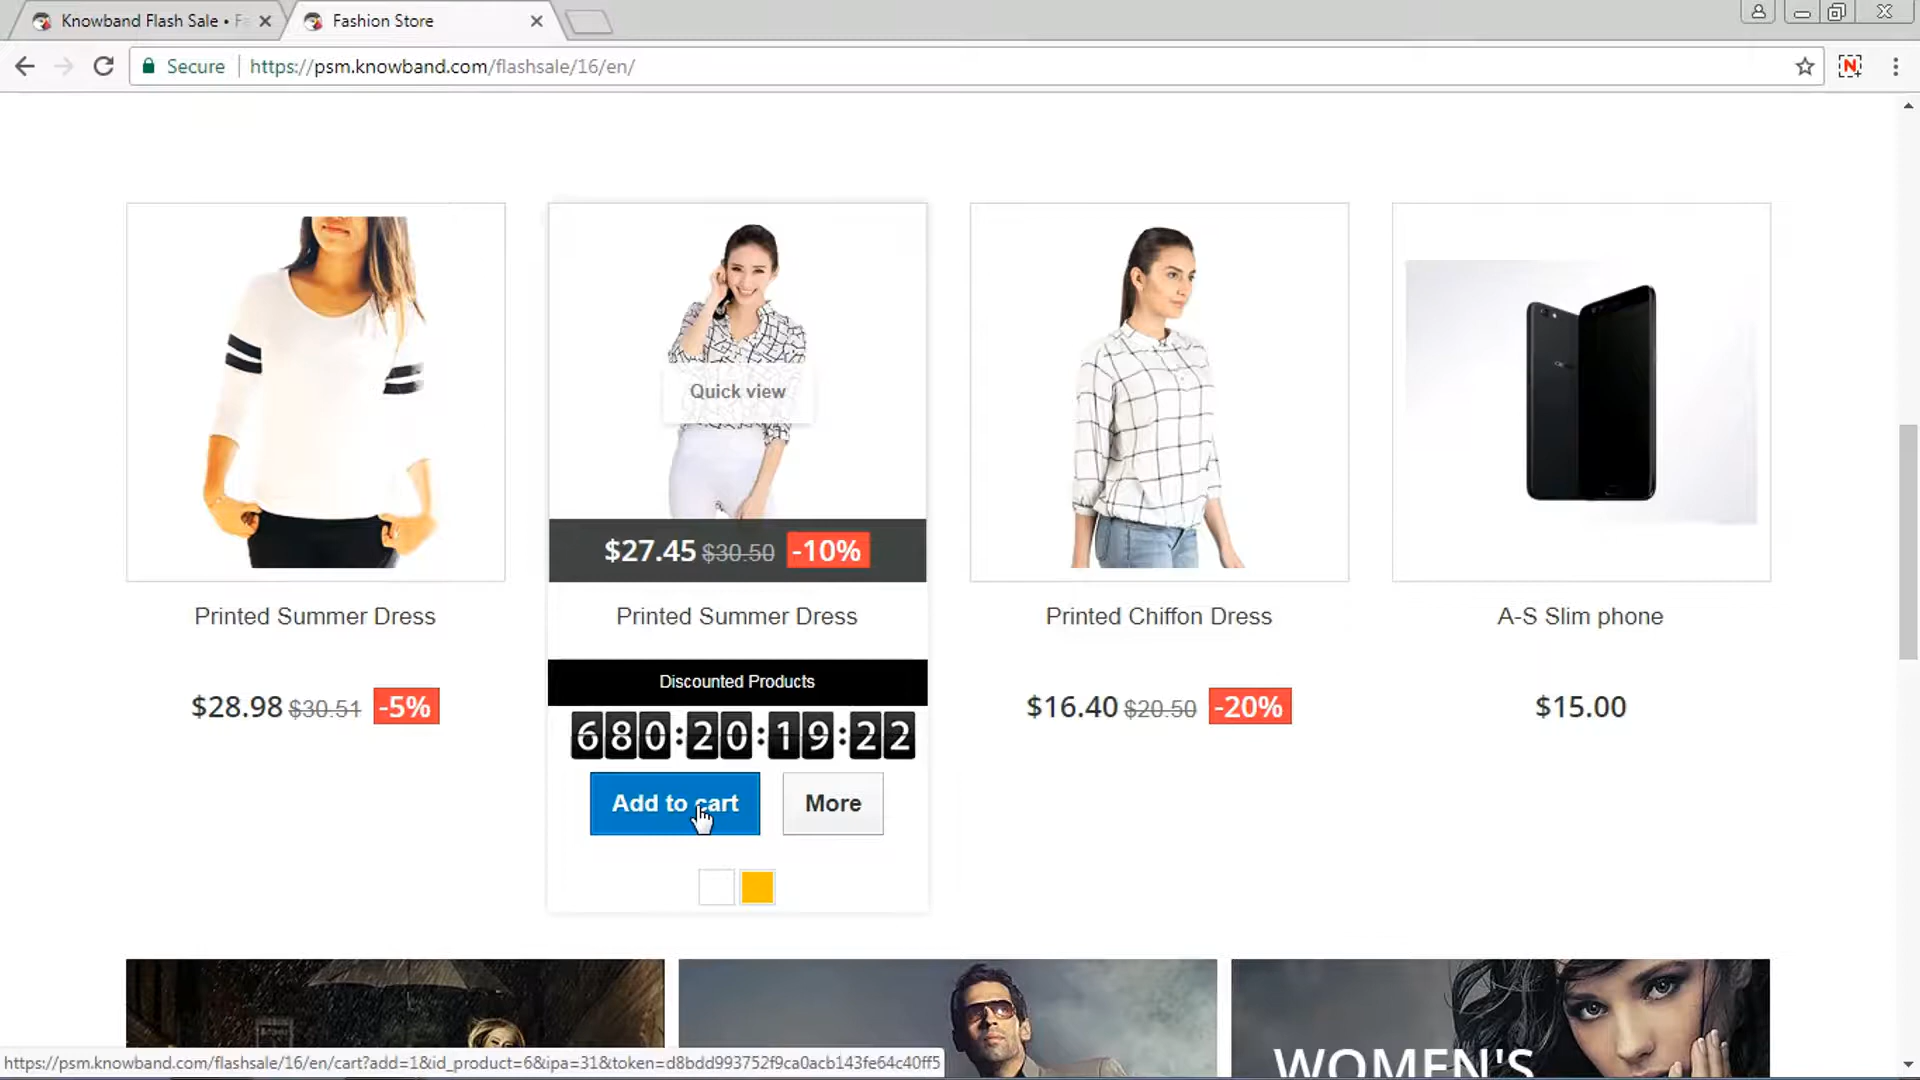 Knowband Flash Sale • F
Fashion Store
Secure
https://psm.knowband.com/flashsale/16/en/
Quick view
$27.45 $30.50 -10%
Printed Summer Dress
Printed Summer Dress
Printed Chiffon Dress
A-S Slim phone
Discounted Products
$28.98 $30.51 -5%
680:20:19:22
$16.40 $20.50 -20%
$15.00
Add to cart
More
WOMEN'S
https://psm.knowband.com/flashsale/16/en/cart?add=1&id_product=6&ipa=31&token=d8bdd993752f9ca0acb143fe64c40ff5